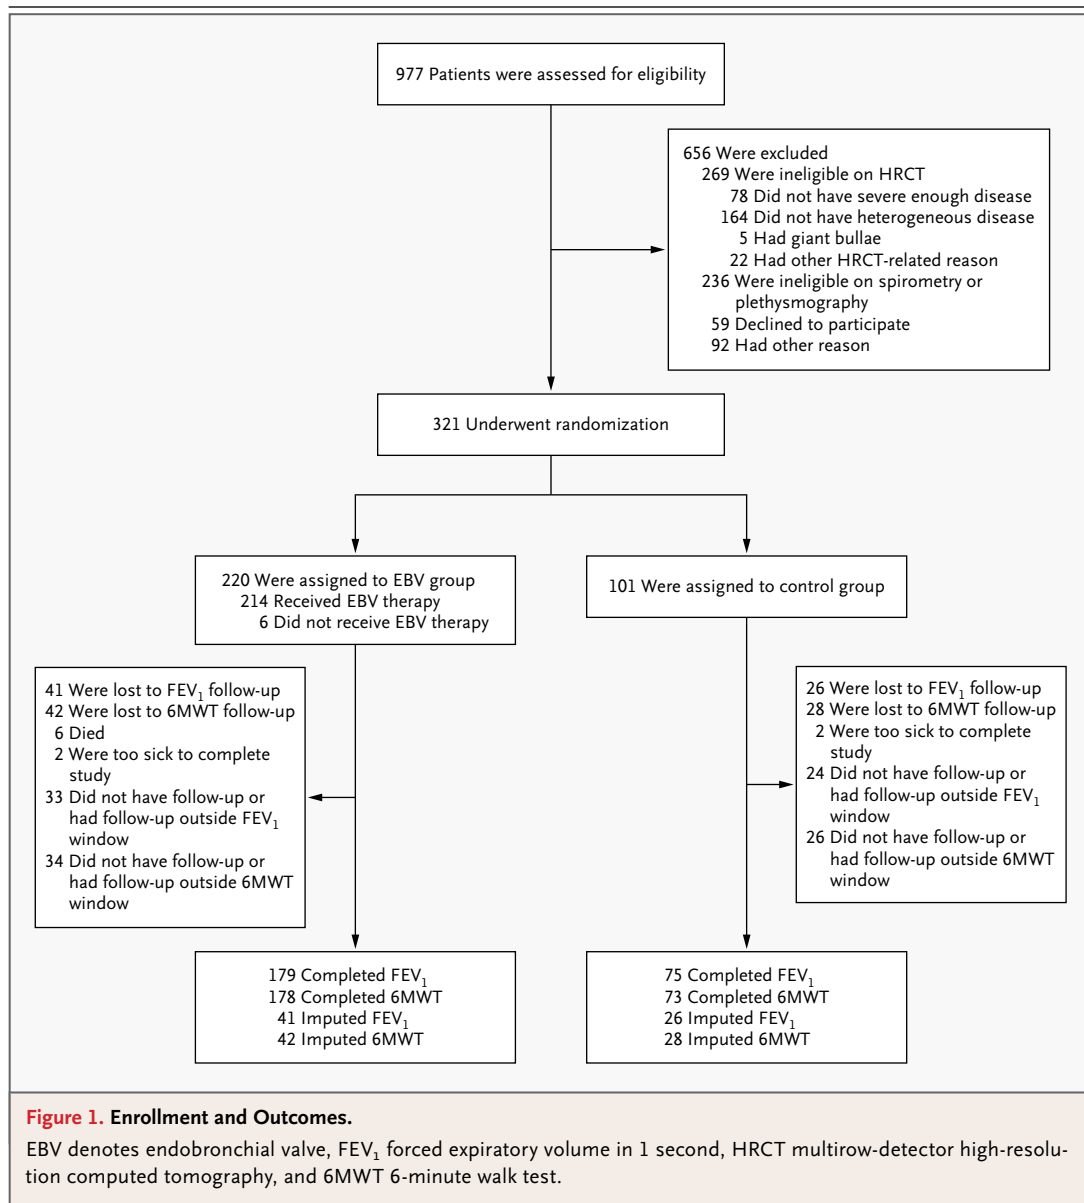 977 Patients were assessed for eligibility
656 Were excluded
269 Were ineligible on HRCT
78 Did not have severe enough disease
164 Did not have heterogeneous disease
5 Had giant bullae
22 Had other HRCT-related reason
236 Were ineligible on spirometry or
plethysmography
59 Declined to participate
92 Had other reason
321 Underwent randomization
220 Were assigned to EBV group
214 Received EBV therapy
6 Did not receive EBV therapy
101 Were assigned to control group
41 Were lost to FEV₁ follow-up
42 Were lost to 6MWT follow-up
6 Died
2 Were too sick to complete
study
33 Did not have follow-up or
had follow-up outside FEV₁
window
34 Did not have follow-up or
had follow-up outside 6MWT
window
26 Were lost to FEV₁ follow-up
28 Were lost to 6MWT follow-up
2 Were too sick to complete
study
24 Did not have follow-up or
had follow-up outside FEV₁
window
26 Did not have follow-up or
had follow-up outside 6MWT
window
179 Completed FEV₁
178 Completed 6MWT
41 Imputed FEV₁
42 Imputed 6MWT
75 Completed FEV₁
73 Completed 6MWT
26 Imputed FEV₁
28 Imputed 6MWT
Figure 1. Enrollment and Outcomes.
EBV denotes endobronchial valve, FEV₁ forced expiratory volume in 1 second, HRCT multirow-detector high-resolu-
tion computed tomography, and 6MWT 6-minute walk test.